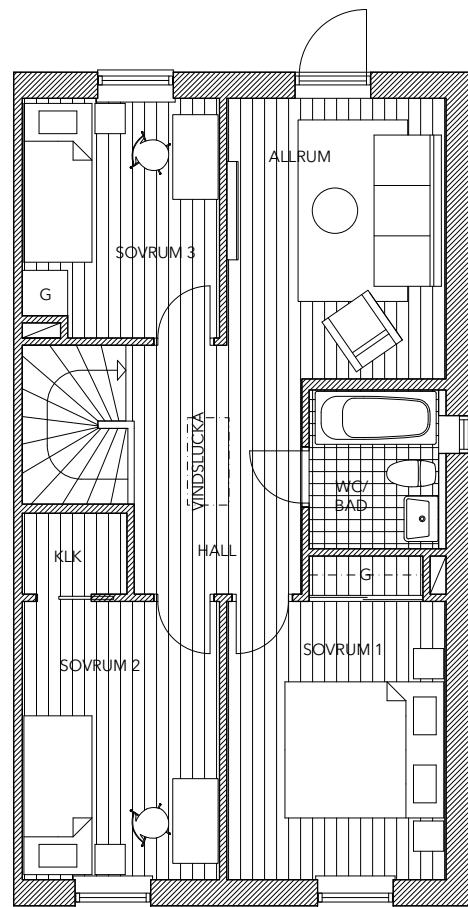 ALLRUM
SOVRUM 3
G
VINDSLUCKA
WC/
BAD
HALL
KLK
G
SOVRUM 1
SOVRUM 2